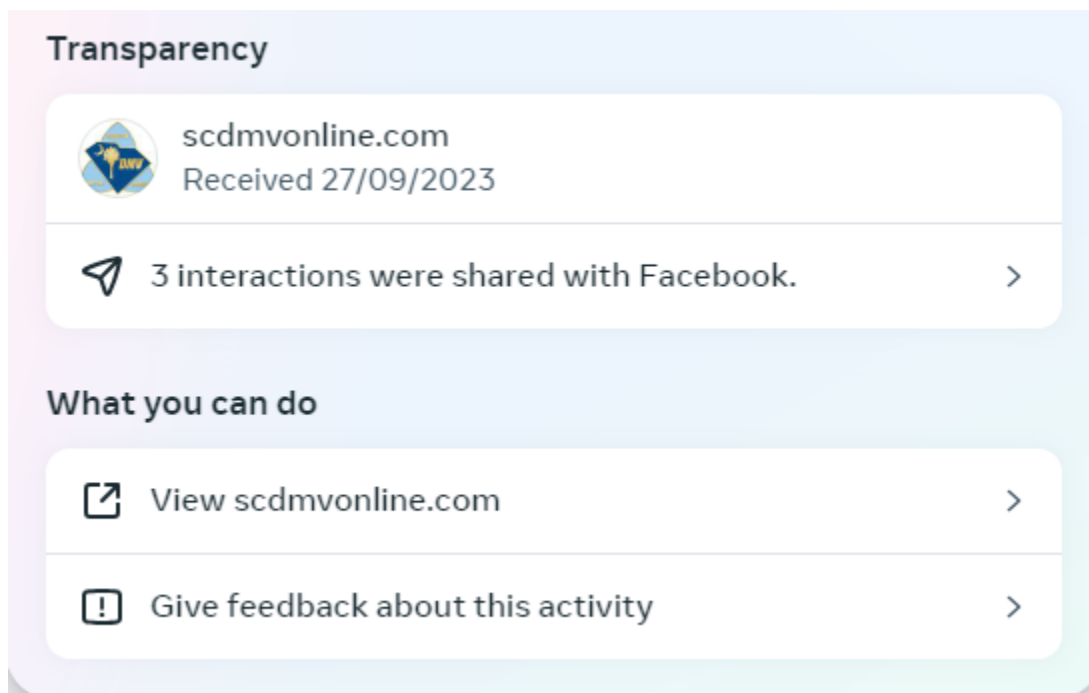 Transparency
scdmvonline.com
Received 27/09/2023
3 interactions were shared with Facebook.
What you can do
View scdmvonline.com
Give feedback about this activity
DMV